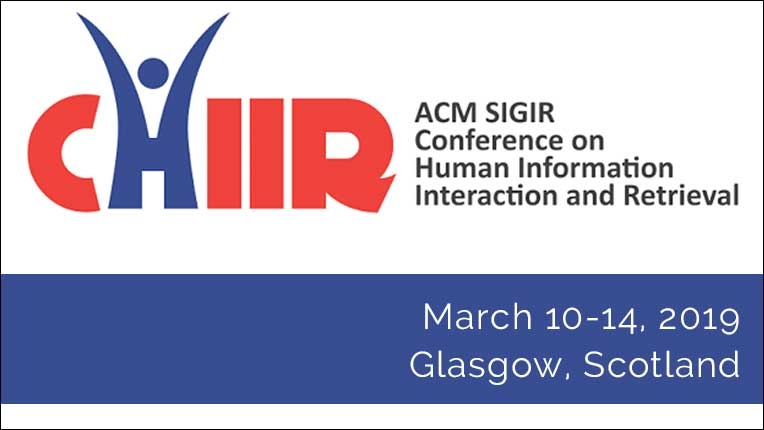 CHIIR
ACM SIGIR
Conference on
Human Information
Interaction and Retrieval
March 10-14, 2019
Glasgow, Scotland